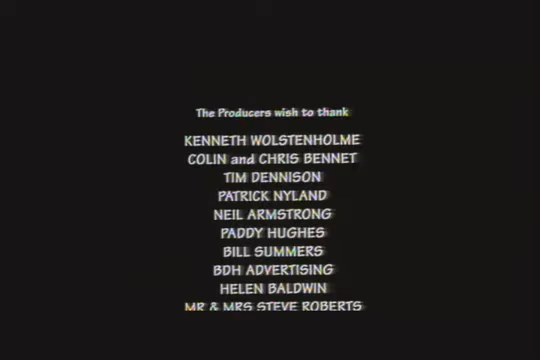 The Producers wish to thank
KENNETH WOLSTENHOLME
COLIN and CHRIS BENNET
TIM DENNISON
PATRICK NYLAND
NEIL ARMSTRONG
PADDY HUGHES
BILL SUMMERS
BDH ADVERTISING
HELEN BALDWIN
MR & MRS STEVE ROBERTS